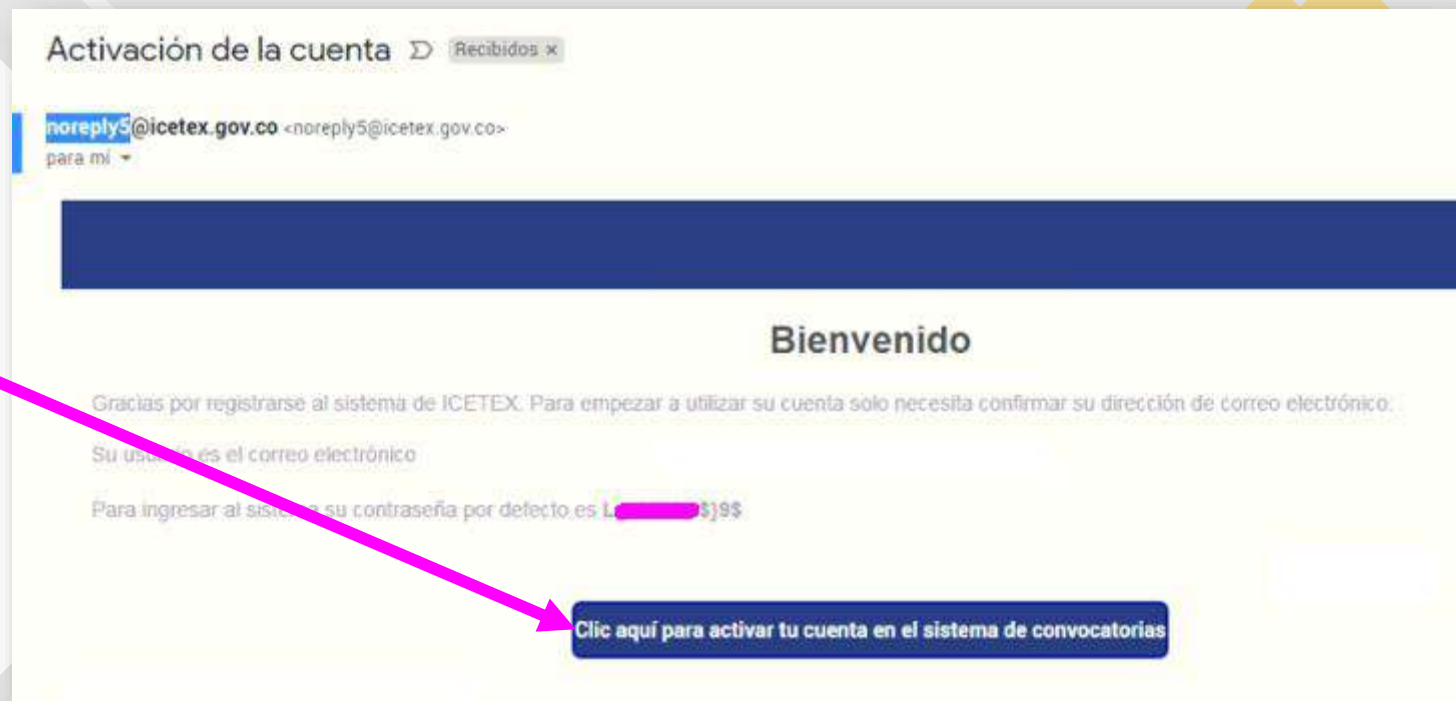 Activación de la cuenta Recibidos ×
noreply5@icetex.gov.co <noreply5@icetex.gov.co>
para mí
Bienvenido
Gracias por registrarse al sistema de ICETEX. Para empezar a utilizar su cuenta solo necesita confirmar su dirección de correo electrónico.
Su usuario es el correo electrónico
Para ingresar al sistema su contraseña por defecto es L $}9$
Clic aquí para activar tu cuenta en el sistema de convocatorias